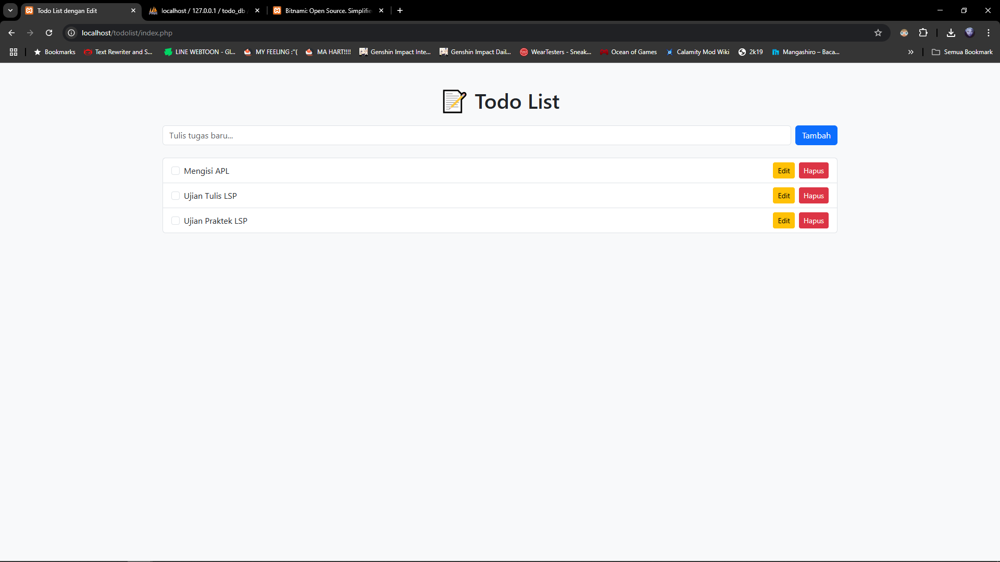 Todo List dengan Edit
localhost / 127.0.0.1 / todo_db
Bitnami: Open Source. Simplifie
localhost/todolist/index.php
Bookmarks
Text Rewriter and S...
LINE WEBTOON - Gl...
MY FEELING :"(
MA HART!!!!
Genshin Impact Inte...
Genshin Impact Dail...
WearTesters - Sneak...
Ocean of Games
Calamity Mod Wiki
2k19
Mangashiro – Baca...
Semua Bookmark
Todo List
Tulis tugas baru...
Tambah
Mengisi APL
Edit
Hapus
Ujian Tulis LSP
Edit
Hapus
Ujian Praktek LSP
Edit
Hapus